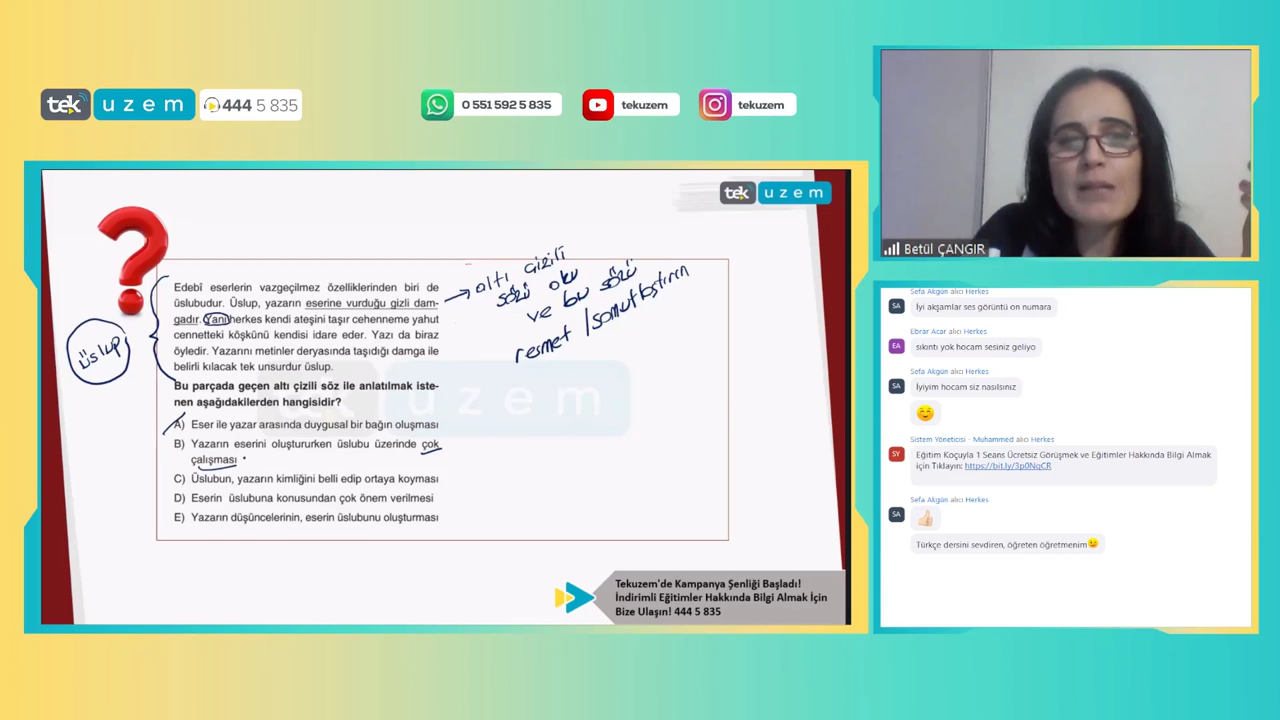 tek uzem 444 5 835
0 551 592 5 835
tekuzem
tekuzem
tek uzem
Edebî eserlerin vazgeçilmez özelliklerinden biri de
üslubudur. Üslup, yazarın eserine vurduğu gizli dam-
gadır. Yani herkes kendi ateşini taşır cehenneme yahut
cennetteki köşkünü kendisi idare eder. Yazı da biraz
öyledir. Yazarını metinler deryasında taşıdığı damga ile
belirli kılacak tek unsurdur üslup.
Bu parçada geçen altı çizili söz ile anlatılmak iste-
nen aşağıdakilerden hangisidir?
A) Eser ile yazar arasında duygusal bir bağın oluşması
B) Yazarın eserini oluştururken üslubu üzerinde çok
çalışması
C) Üslubun, yazarın kimliğini belli edip ortaya koyması
D) Eserin üslubuna konusundan çok önem verilmesi
E) Yazarın düşüncelerinin, eserin üslubunu oluşturması
üslup
altı çizili
sözü oku
ve bu sözü
resmet / somutlaştırın
tek uzem
Tekuzem'de Kampanya Şenliği Başladı!
İndirimli Eğitimler Hakkında Bilgi Almak İçin
Bize Ulaşın! 444 5 835
Betül ÇANGIR
Sefa Akgün alıcı Herkes
SA
İyi akşamlar ses görüntü on numara
Ebrar Acar alıcı Herkes
EA
sıkıntı yok hocam sesiniz geliyo
Sefa Akgün alıcı Herkes
SA
İyiyim hocam siz nasılsınız
Sistem Yöneticisi - Muhammed alıcı Herkes
SY
Eğitim Koçuyla 1 Seans Ücretsiz Görüşmek ve Eğitimler Hakkında Bilgi Almak
için Tıklayın: https://bit.ly/3p0NqCR
Sefa Akgün alıcı Herkes
SA
Türkçe dersini sevdiren, öğreten öğretmenim